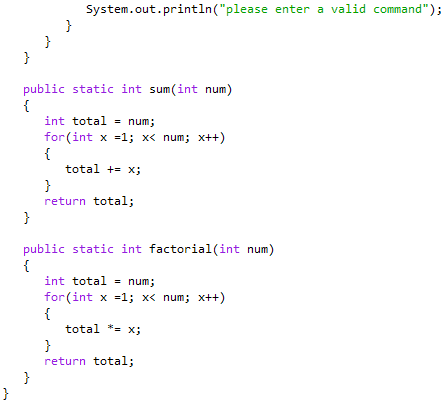 System.out.println("please enter a valid command");
}
}
}
public static int sum(int num)
{
int total = num;
for(int x =1; x< num; x++)
{
total += x;
}
return total;
}
public static int factorial(int num)
{
int total = num;
for(int x =1; x< num; x++)
{
total *= x;
}
return total;
}
}